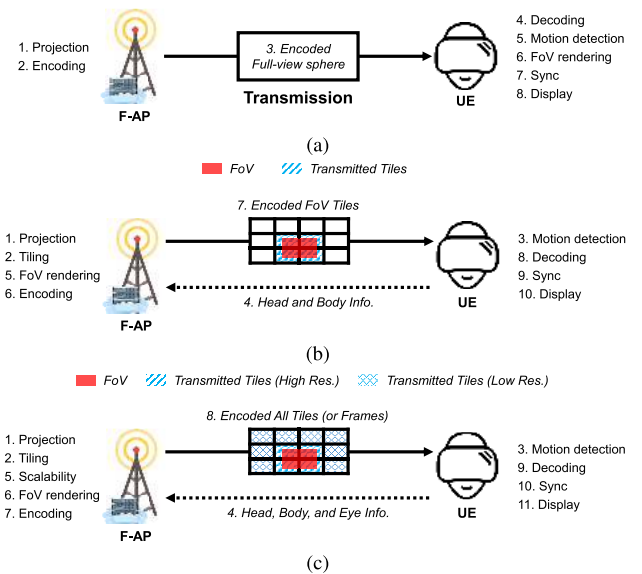 1. Projection
2. Encoding
F-AP
3. Encoded
Full-view sphere
Transmission
UE
4. Decoding
5. Motion detection
6. FoV rendering
7. Sync
8. Display
(a)
FoV
Transmitted Tiles
7. Encoded FoV Tiles
1. Projection
2. Tiling
5. FoV rendering
6. Encoding
F-AP
4. Head and Body Info.
UE
3. Motion detection
8. Decoding
9. Sync
10. Display
(b)
FoV
Transmitted Tiles (High Res.)
Transmitted Tiles (Low Res.)
8. Encoded All Tiles (or Frames)
1. Projection
2. Tiling
5. Scalability
6. FoV rendering
7. Encoding
F-AP
4. Head, Body, and Eye Info.
UE
3. Motion detection
9. Decoding
10. Sync
11. Display
(c)